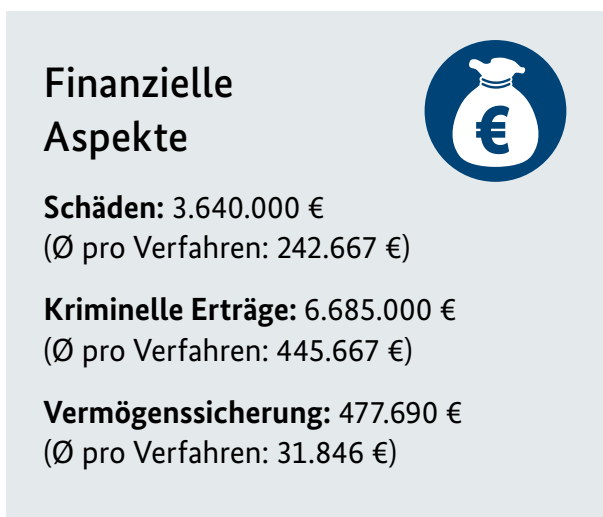 Finanzielle
Aspekte
€
Schäden: 3.640.000 €
(Ø pro Verfahren: 242.667 €)
Kriminelle Erträge: 6.685.000 €
(Ø pro Verfahren: 445.667 €)
Vermögenssicherung: 477.690 €
(Ø pro Verfahren: 31.846 €)